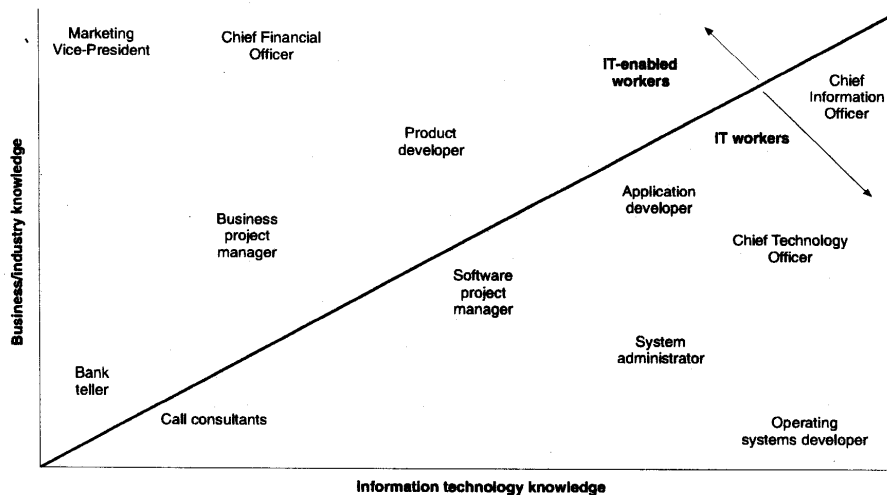 Marketing
Vice-President
Chief Financial
Officer
IT-enabled
workers
Chief
Information
Officer
Product
developer
IT workers
Application
developer
Business
project
manager
Chief Technology
Officer
Software
project
manager
System
administrator
Bank
teller
Call consultants
Operating
systems developer
Business/industry knowledge
Information technology knowledge